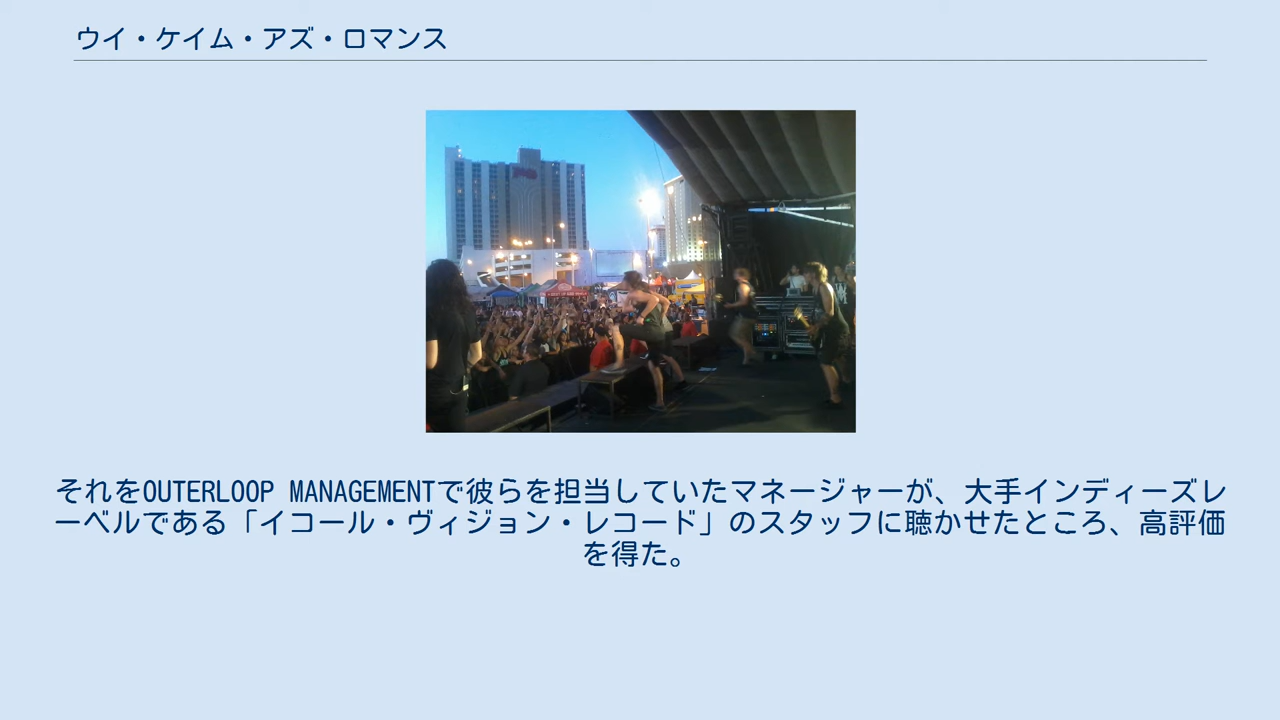 ウイ・ケイム・アズ・ロマンス
それをOUTERLOOP MANAGEMENTで彼らを担当していたマネージャーが、大手インディーズレ
ーベルである「イコール・ヴィジョン・レコード」のスタッフに聴かせたところ、高評価
を得た。